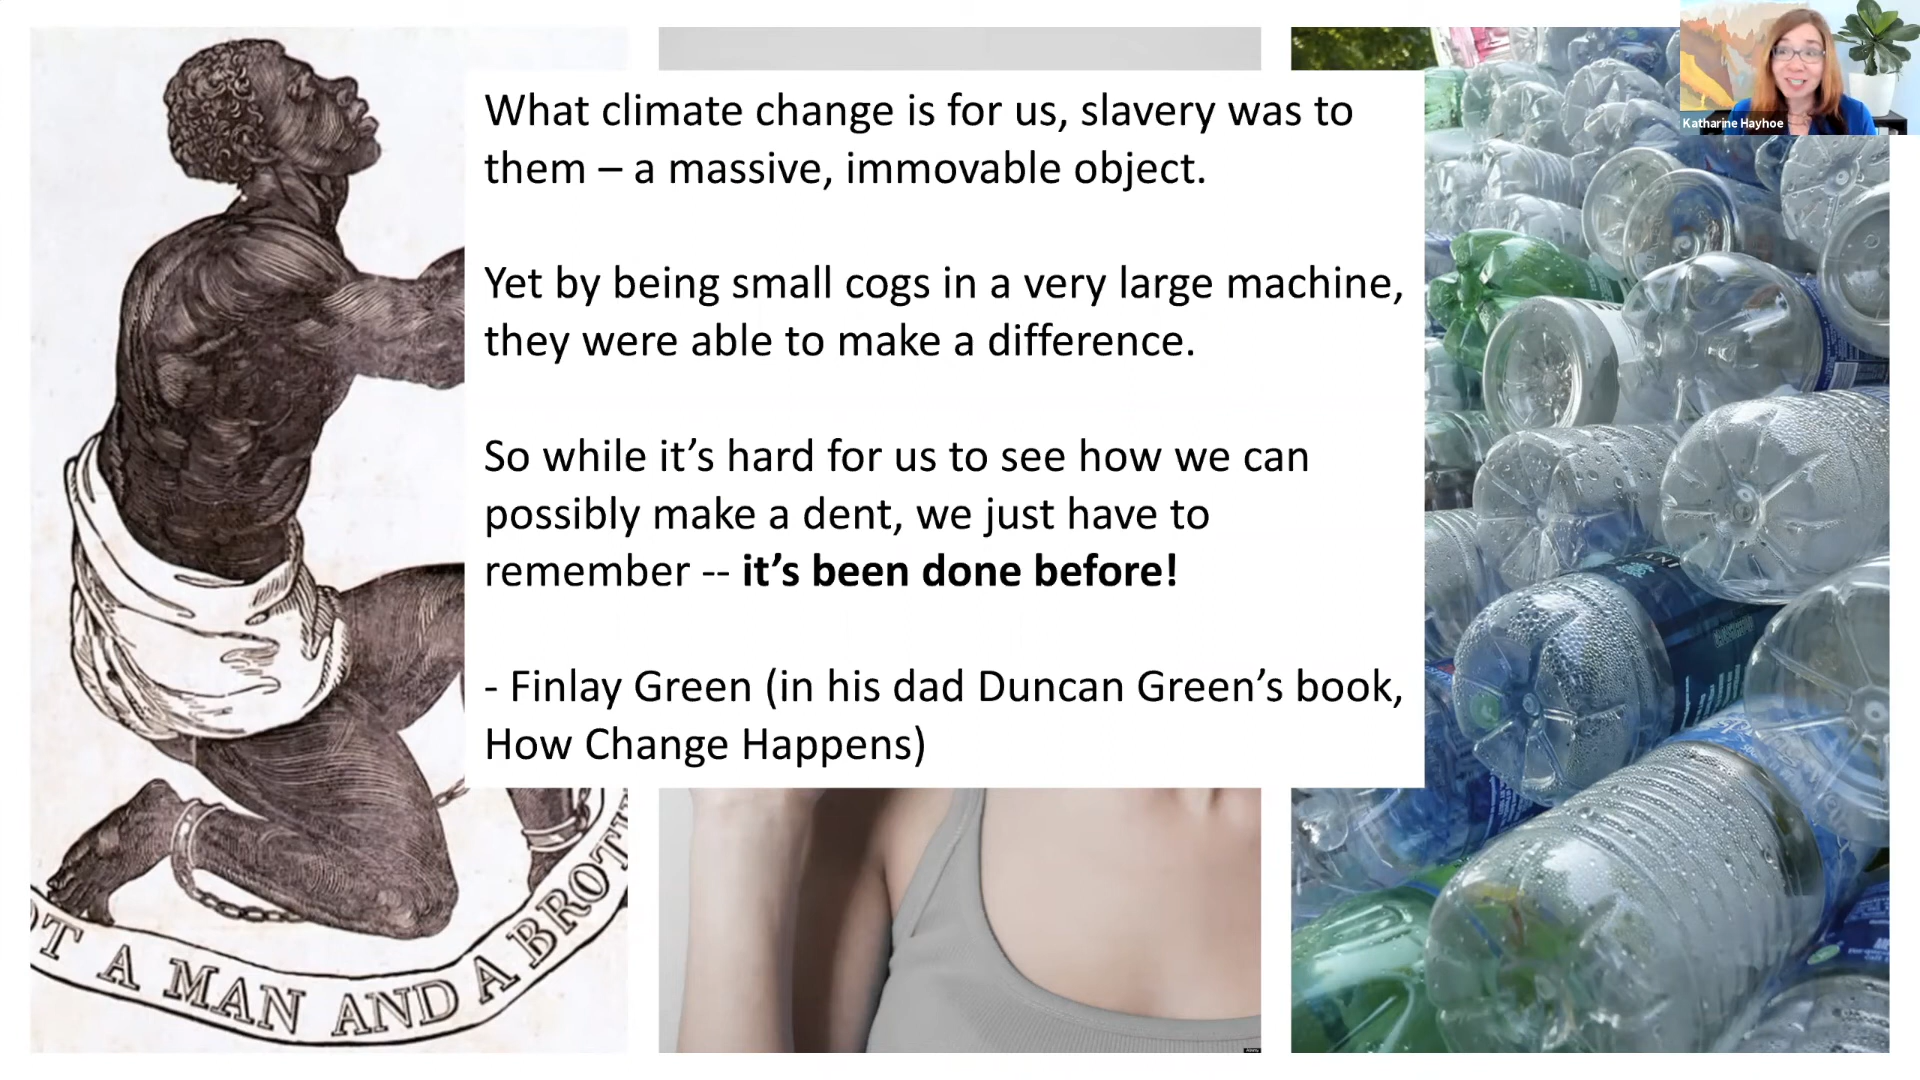 Katharine Hayhoe
What climate change is for us, slavery was to
them – a massive, immovable object.
Yet by being small cogs in a very large machine,
they were able to make a difference.
So while it’s hard for us to see how we can
possibly make a dent, we just have to
remember -- it’s been done before!
- Finlay Green (in his dad Duncan Green’s book,
How Change Happens)
A MAN AND A